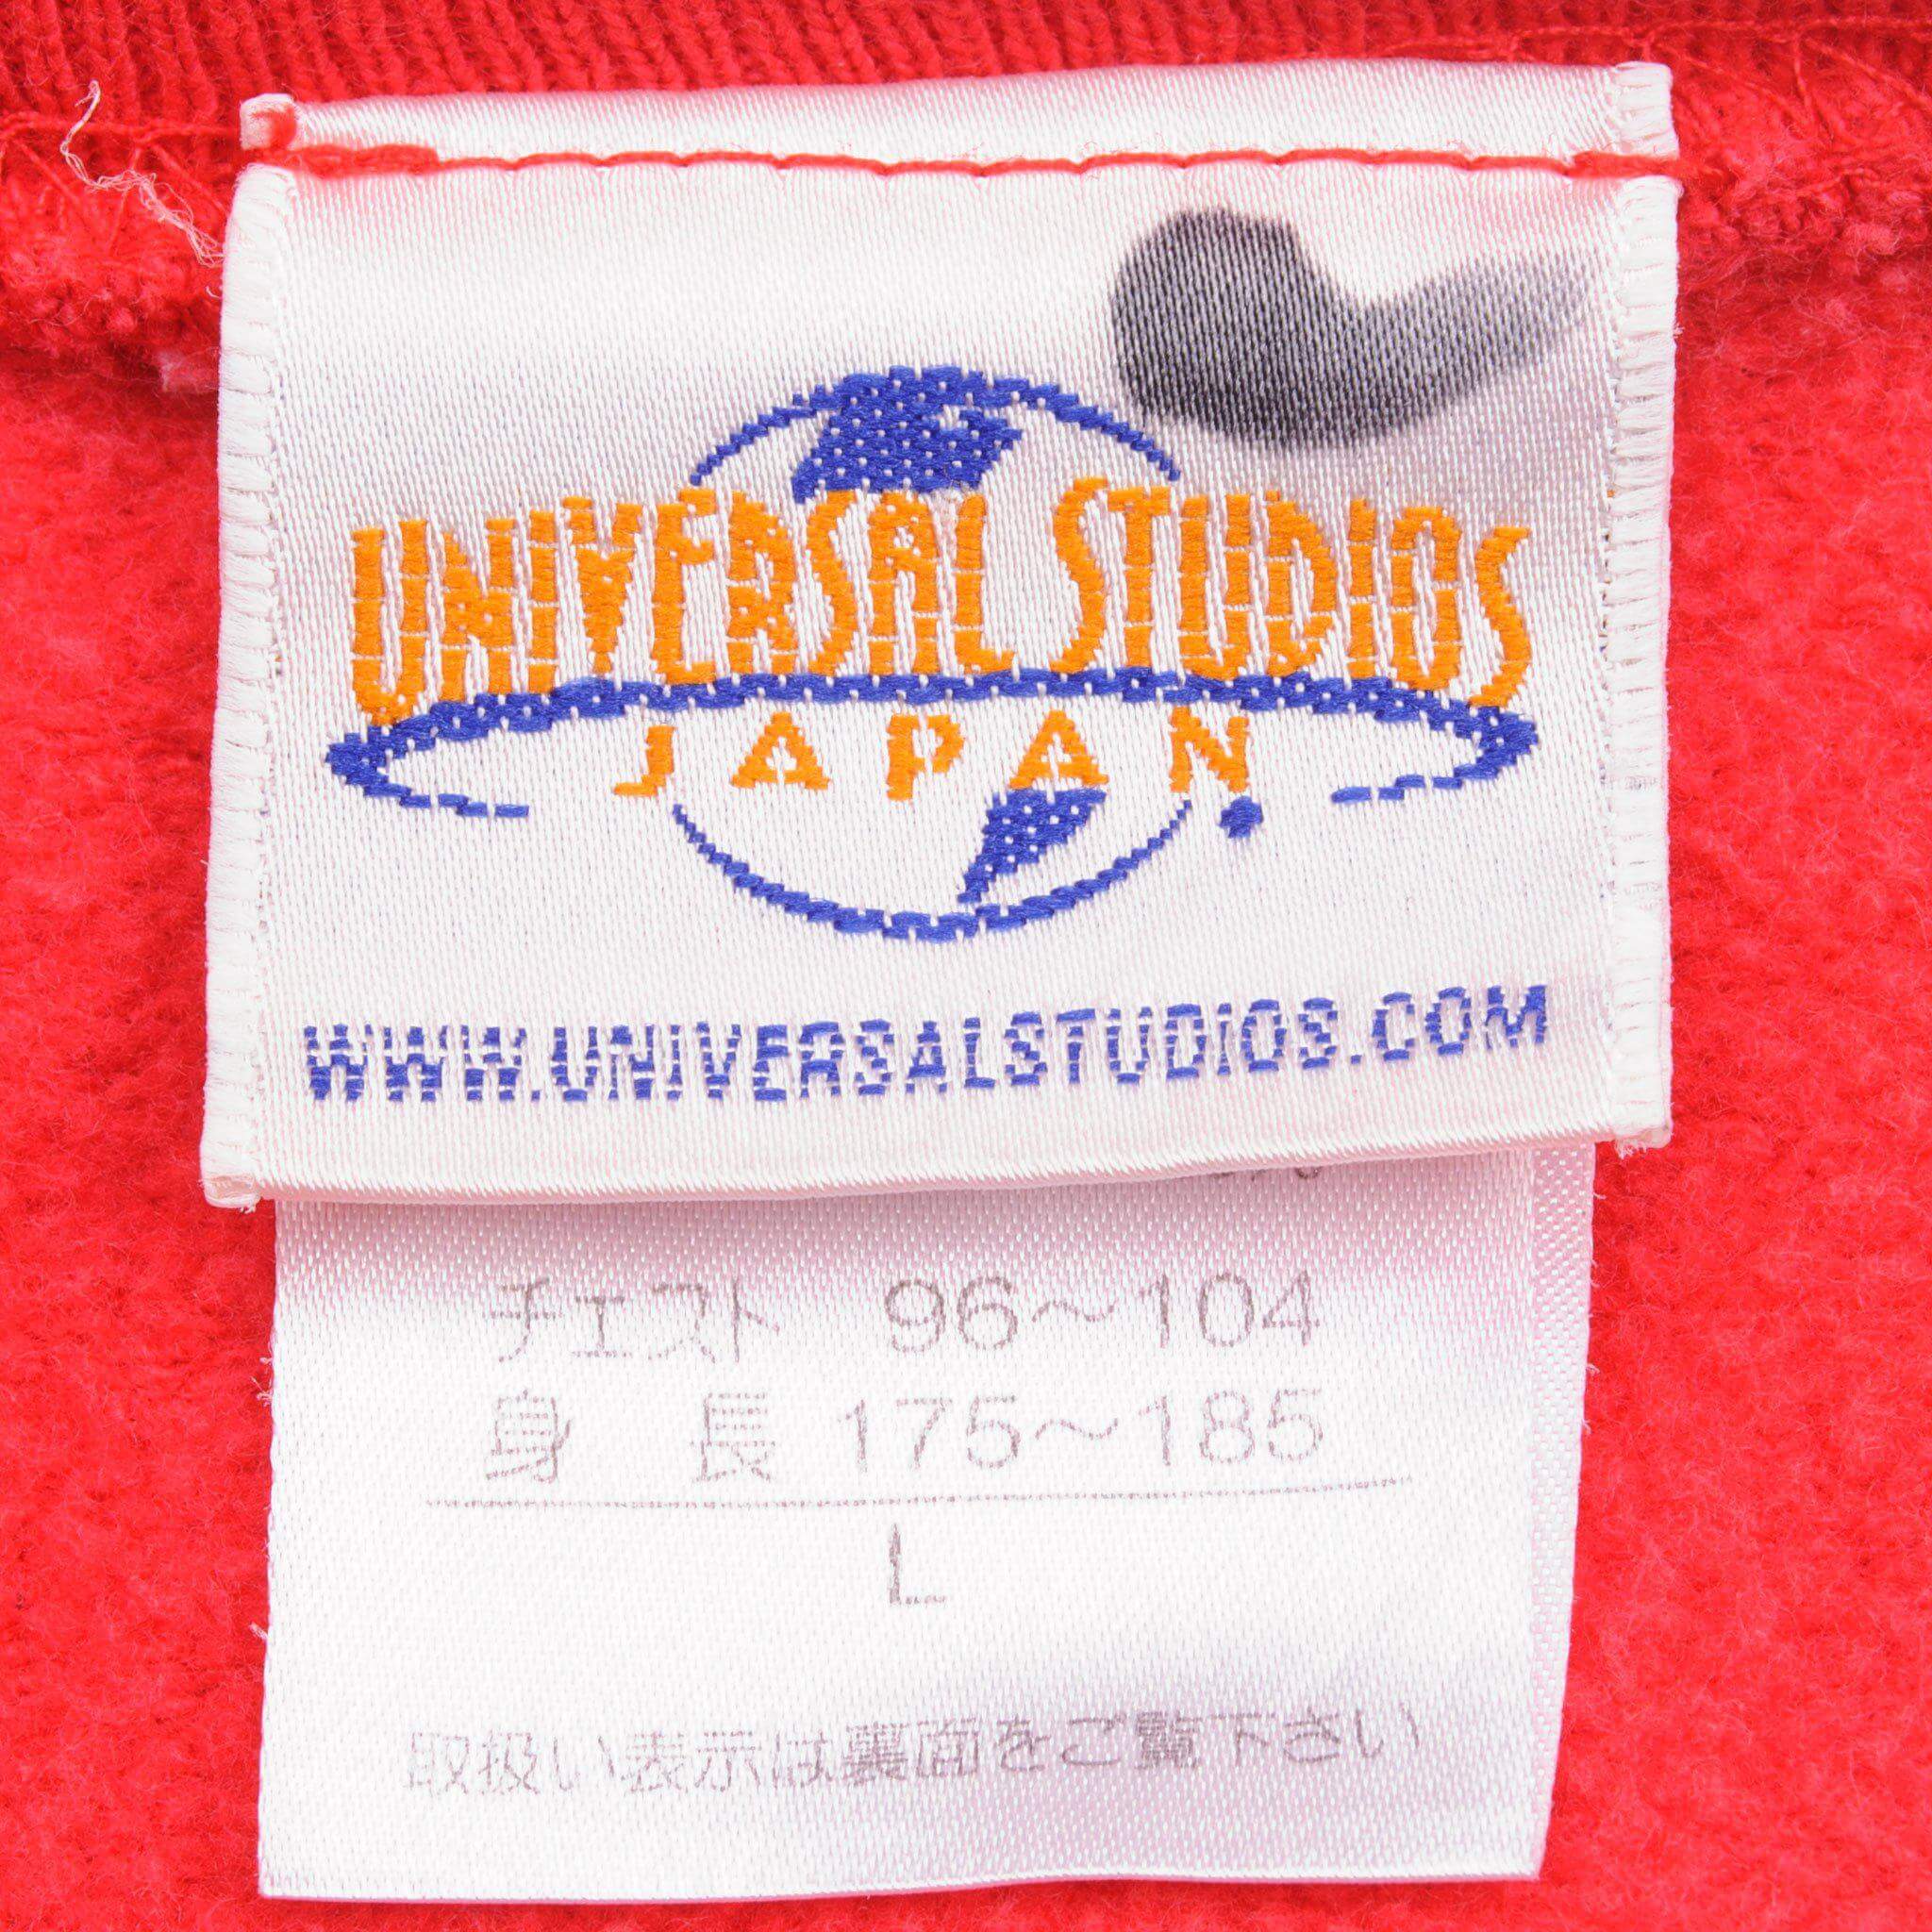 UNIVERSAL STUDIOS
JAPAN
WWW.UNIVERSALSTUDIOS.COM
チェスト 96~104
身 長 175~185
L
取扱い表示は裏面をご覧下さい